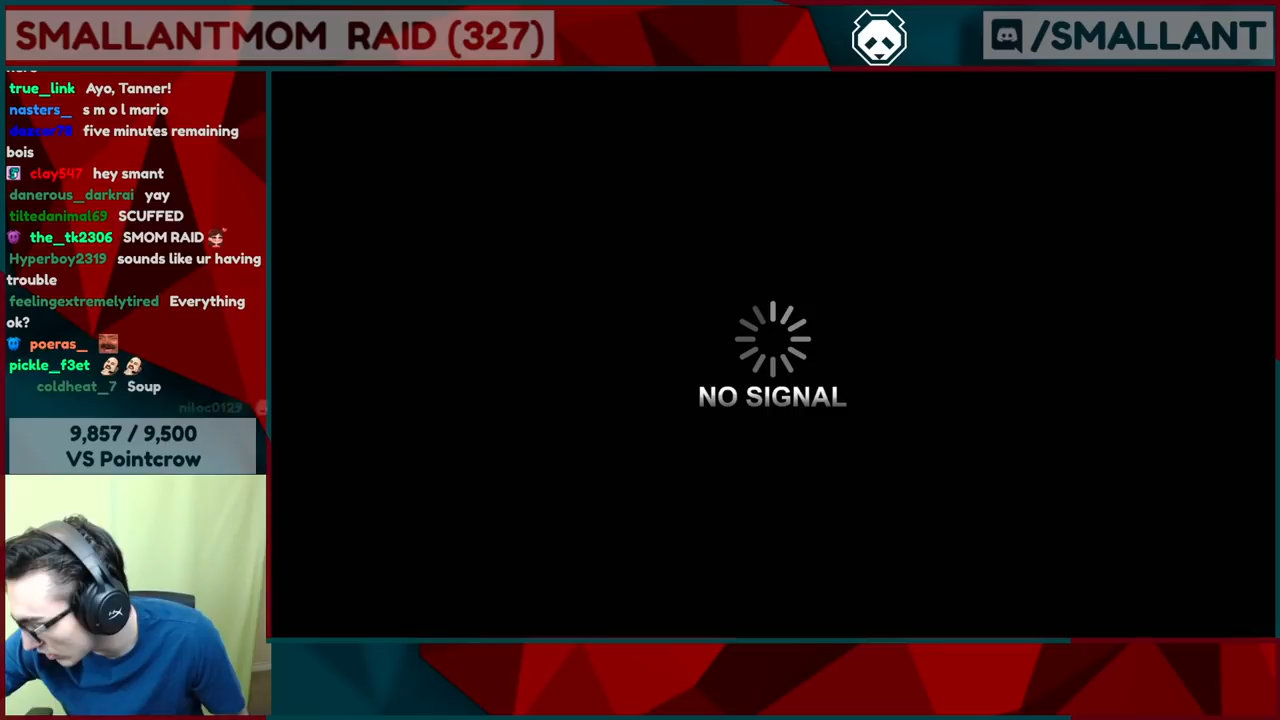 SMALLANTMOM RAID (327)
/SMALLANT
true_link Ayo, Tanner!
nasters_ s m o l mario
dazcar78 five minutes remaining
bois
clay547 hey smant
danerous_darkrai yay
tiltedanimal69 SCUFFED
the_tk2306 SMOM RAID
Hyperboy2319 sounds like ur having
trouble
feelingextremelytired Everything
ok?
poeras_
pickle_f3et
coldheat_7 Soup
niloc0129
9,857 / 9,500
VS Pointcrow
NO SIGNAL